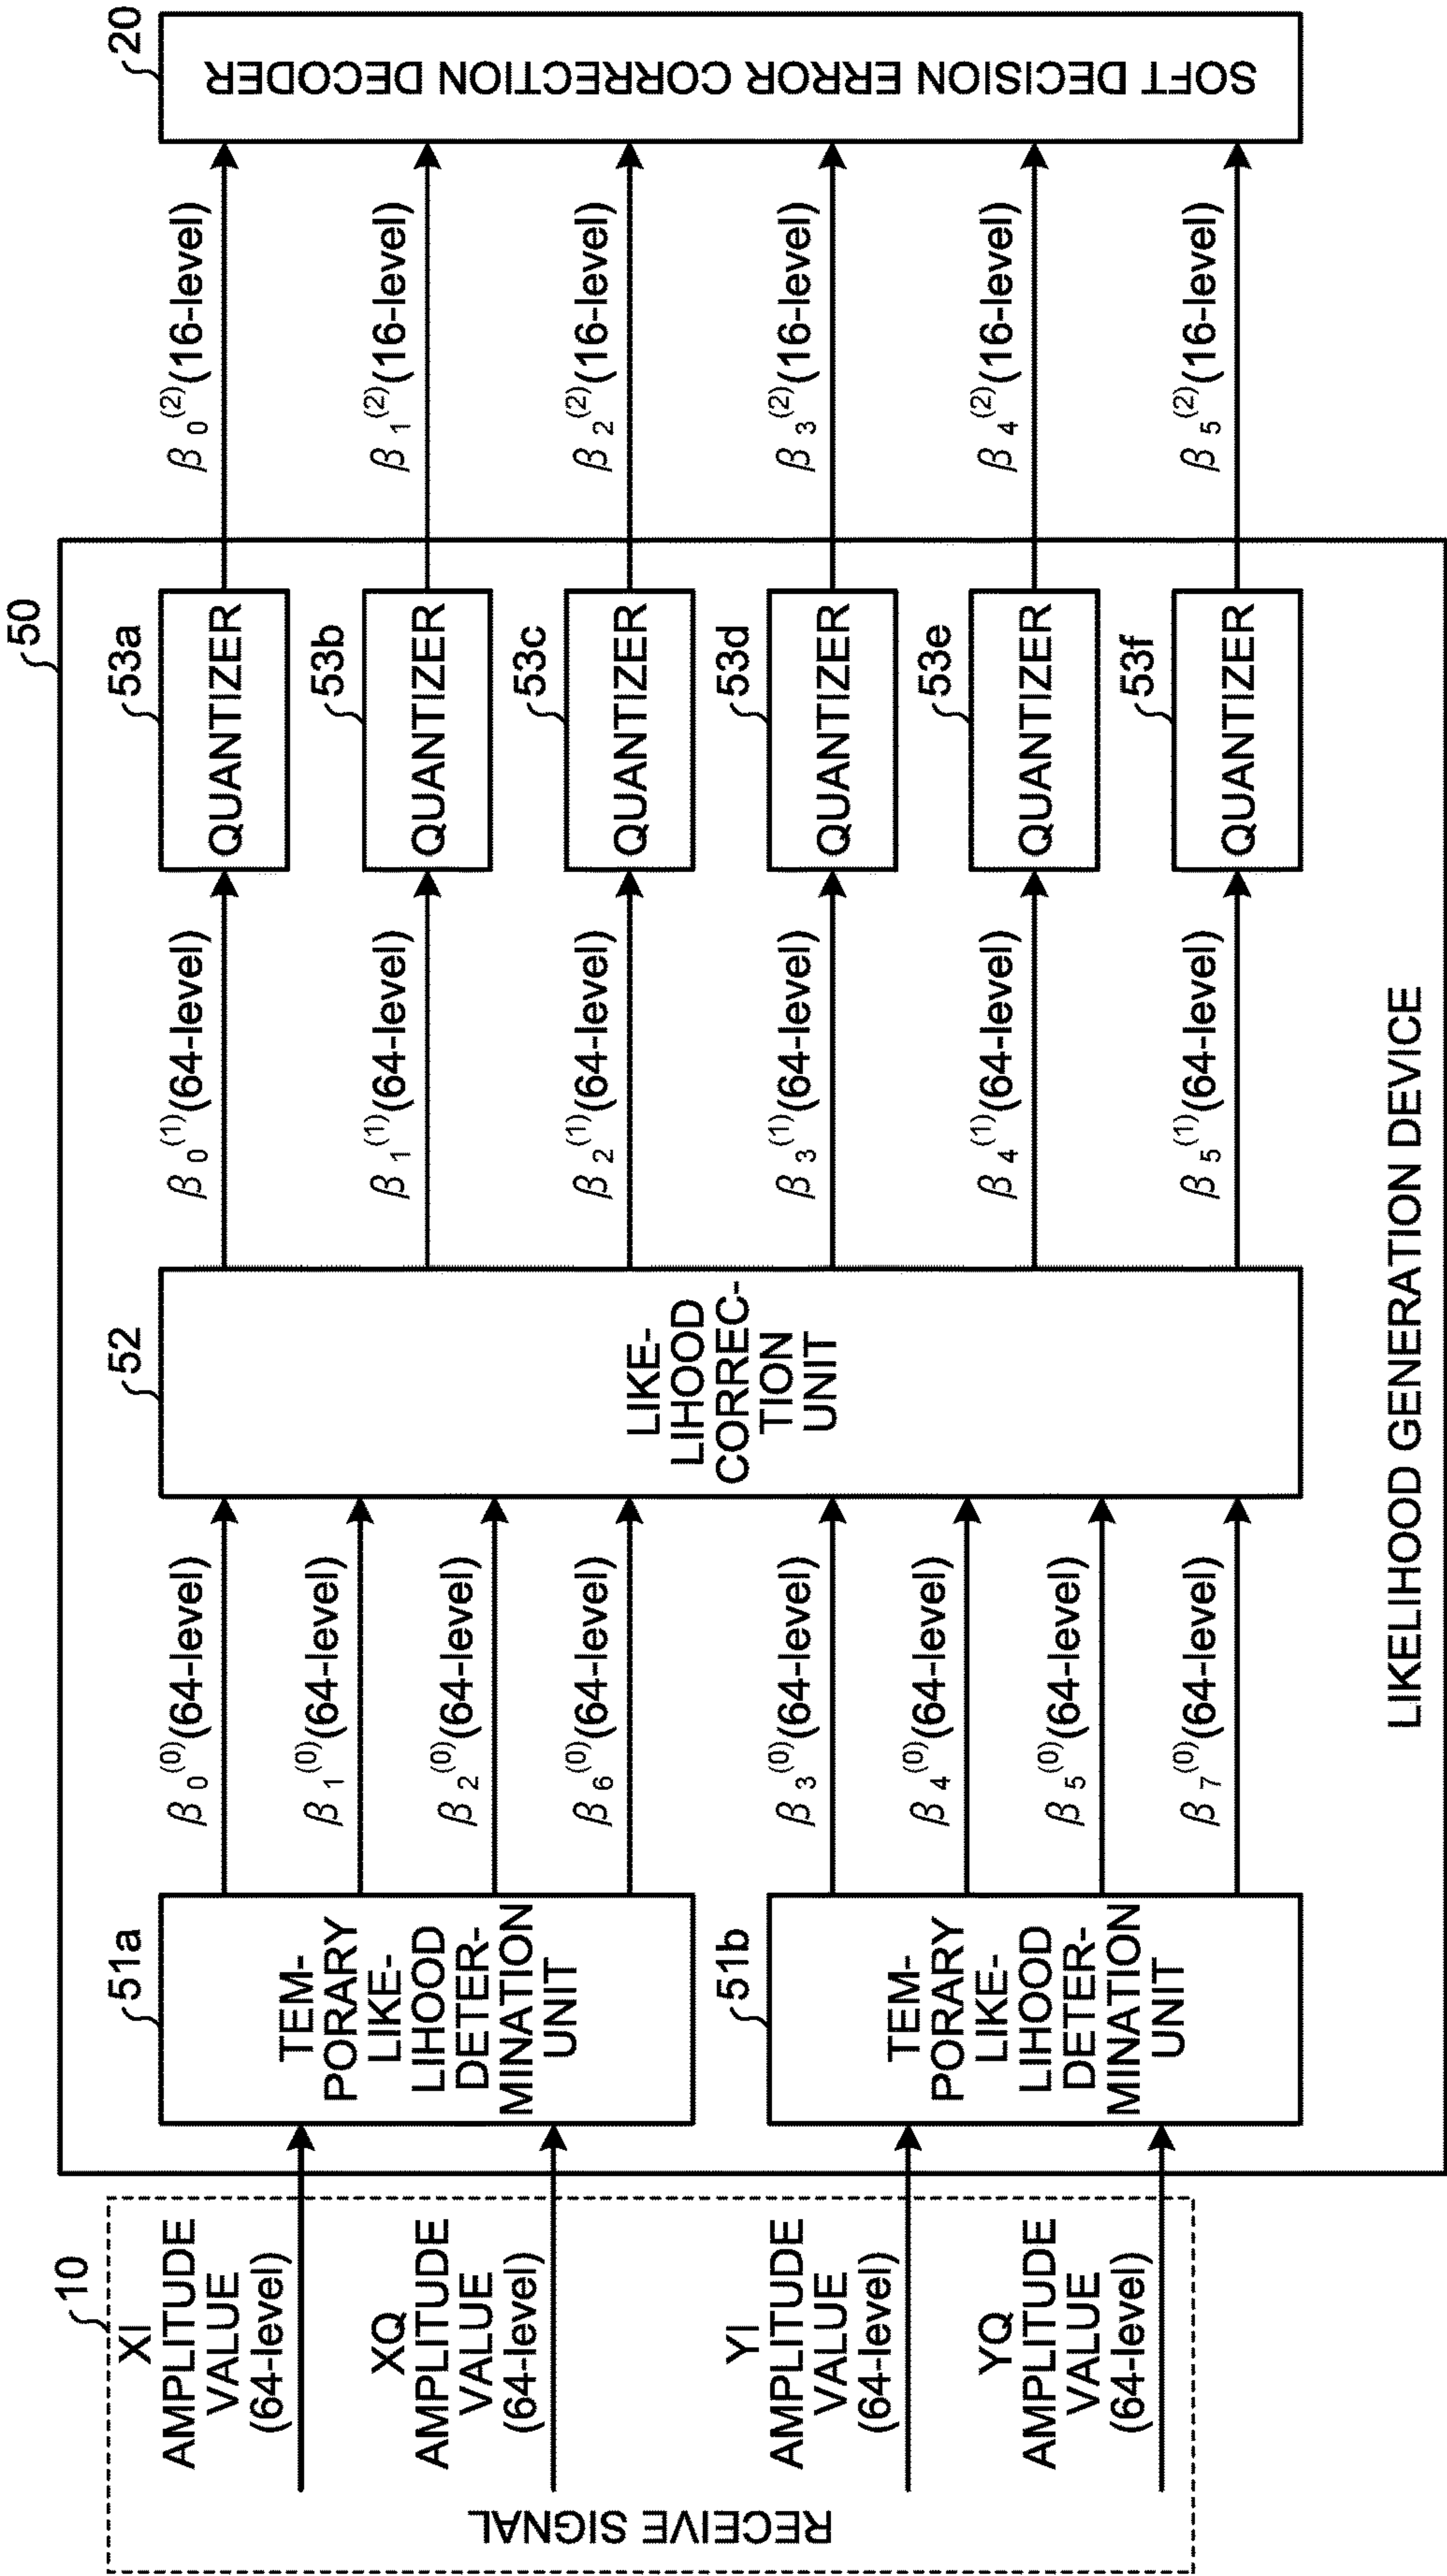 10
XI
AMPLITUDE
VALUE
(64-level)
XQ
AMPLITUDE
VALUE
(64-level)
YI
AMPLITUDE
VALUE
(64-level)
YQ
AMPLITUDE
VALUE
(64-level)
RECEIVE SIGNAL
50
51a
TEM-
PORARY
LIKE-
LIHOOD
DETER-
MINATION
UNIT
51b
TEM-
PORARY
LIKE-
LIHOOD
DETER-
MINATION
UNIT
β0(0)(64-level)
β1(0)(64-level)
β2(0)(64-level)
β6(0)(64-level)
β3(0)(64-level)
β4(0)(64-level)
β5(0)(64-level)
β7(0)(64-level)
52
LIKE-
LIHOOD
CORREC-
TION
UNIT
β0(1)(64-level)
β1(1)(64-level)
β2(1)(64-level)
β3(1)(64-level)
β4(1)(64-level)
β5(1)(64-level)
53a
QUANTIZER
53b
QUANTIZER
53c
QUANTIZER
53d
QUANTIZER
53e
QUANTIZER
53f
QUANTIZER
β0(2)(16-level)
β1(2)(16-level)
β2(2)(16-level)
β3(2)(16-level)
β4(2)(16-level)
β5(2)(16-level)
20
SOFT DECISION ERROR CORRECTION DECODER
LIKELIHOOD GENERATION DEVICE